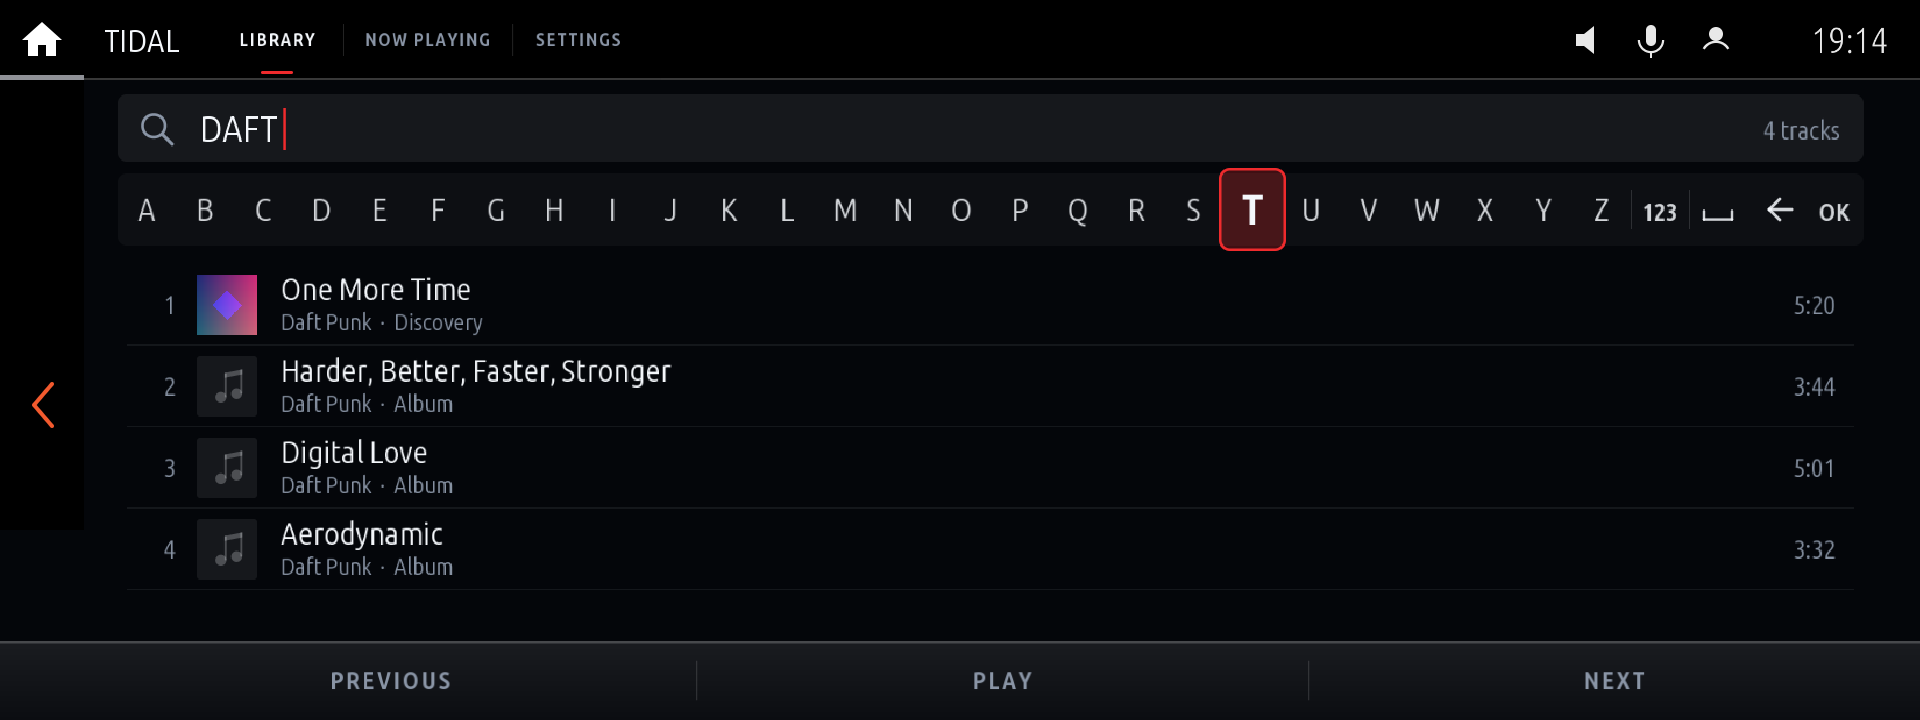 TIDAL LIBRARY NOW PLAYING SETTINGS 19:14
DAFT 4 tracks
A B C D E F G H I J K L M N O P Q R S T U V W X Y Z 123 OK
1 One More Time 5:20
Daft Punk · Discovery
2 Harder, Better, Faster, Stronger 3:44
Daft Punk · Album
3 Digital Love 5:01
Daft Punk · Album
4 Aerodynamic 3:32
Daft Punk · Album
PREVIOUS PLAY NEXT